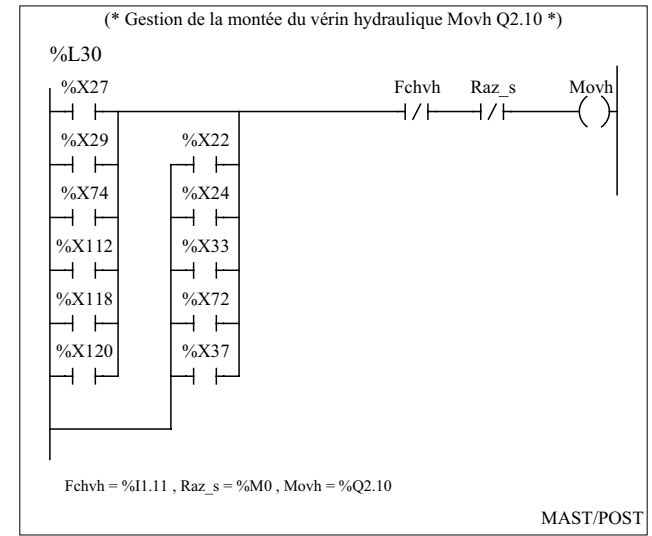 (* Gestion de la montée du vérin hydraulique Movh Q2.10 *)
%L30
%X27 Fchvh Raz_s Movh
%X29 %X22
%X74 %X24
%X112 %X33
%X118 %X72
%X120 %X37
Fchvh = %I1.11 , Raz_s = %M0 , Movh = %Q2.10
MAST/POST